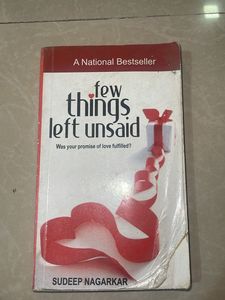 A National Bestseller
few
things
left unsaid
Was your promise of love fulfilled?
SUDEEP NAGARKAR